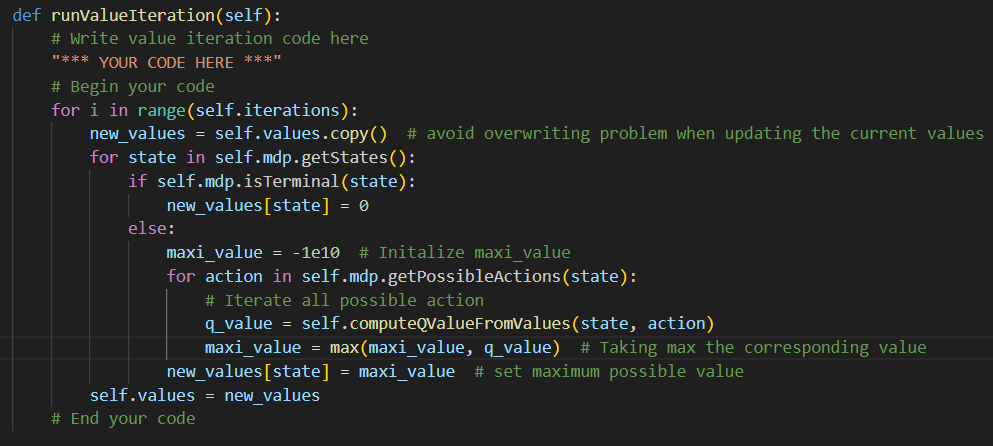 def runValueIteration(self):
    # Write value iteration code here
    "*** YOUR CODE HERE ***"
    # Begin your code
    for i in range(self.iterations):
        new_values = self.values.copy()  # avoid overwriting problem when updating the current values
        for state in self.mdp.getStates():
            if self.mdp.isTerminal(state):
                new_values[state] = 0
            else:
                maxi_value = -1e10  # Initalize maxi_value
                for action in self.mdp.getPossibleActions(state):
                    # Iterate all possible action
                    q_value = self.computeQValueFromValues(state, action)
                    maxi_value = max(maxi_value, q_value)  # Taking max the corresponding value
                new_values[state] = maxi_value  # set maximum possible value
        self.values = new_values
    # End your code